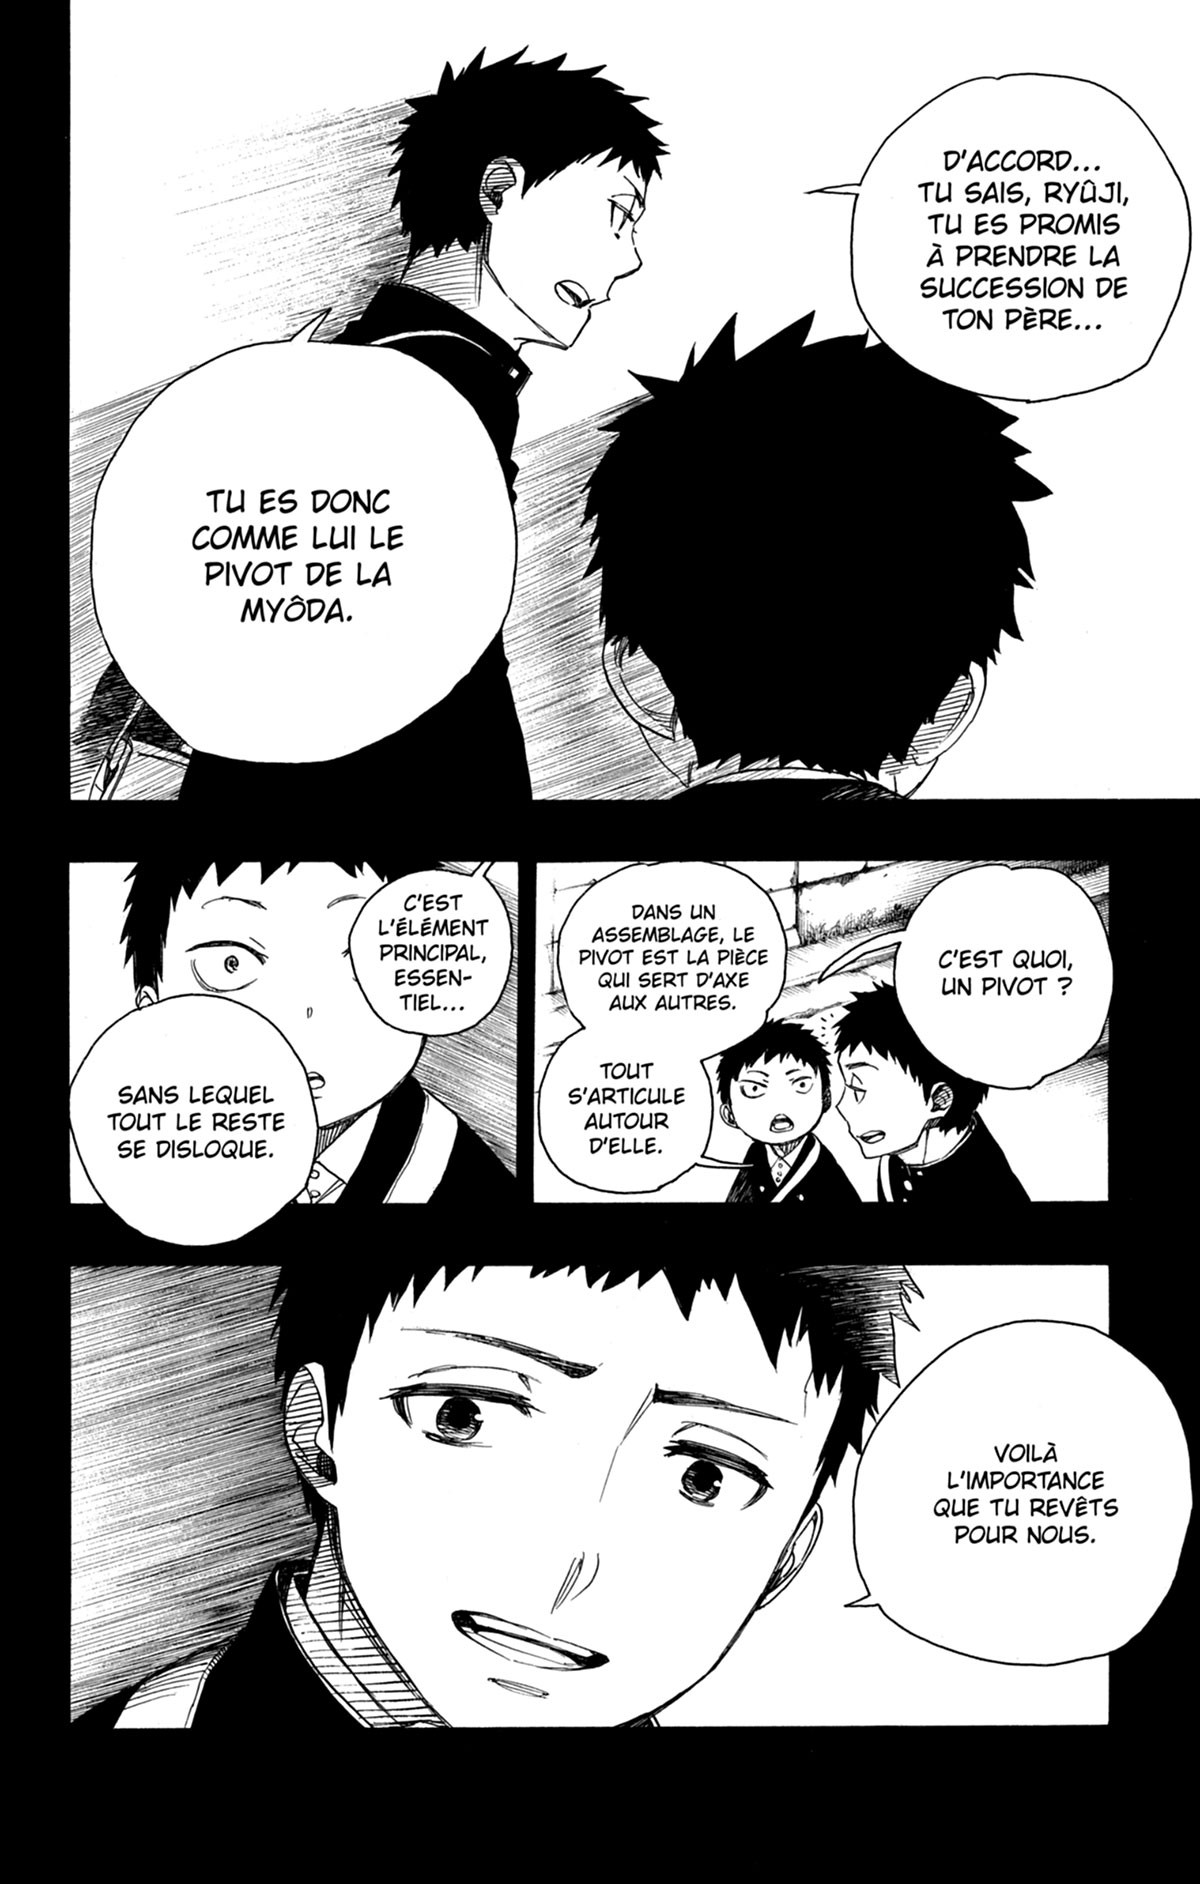 D'ACCORD...
TU SAIS, RYÛJI,
TU ES PROMIS
À PRENDRE LA
SUCCESSION DE
TON PÈRE...
TU ES DONC
COMME LUI LE
PIVOT DE LA
MYÔDA.
C'EST QUOI,
UN PIVOT ?
DANS UN
ASSEMBLAGE, LE
PIVOT EST LA PIÈCE
QUI SERT D'AXE
AUX AUTRES.
TOUT
S'ARTICULE
AUTOUR
D'ELLE.
C'EST
L'ÉLÉMENT
PRINCIPAL,
ESSEN-
TIEL...
SANS LEQUEL
TOUT LE RESTE
SE DISLOQUE.
VOILÀ
L'IMPORTANCE
QUE TU REVÊTS
POUR NOUS.